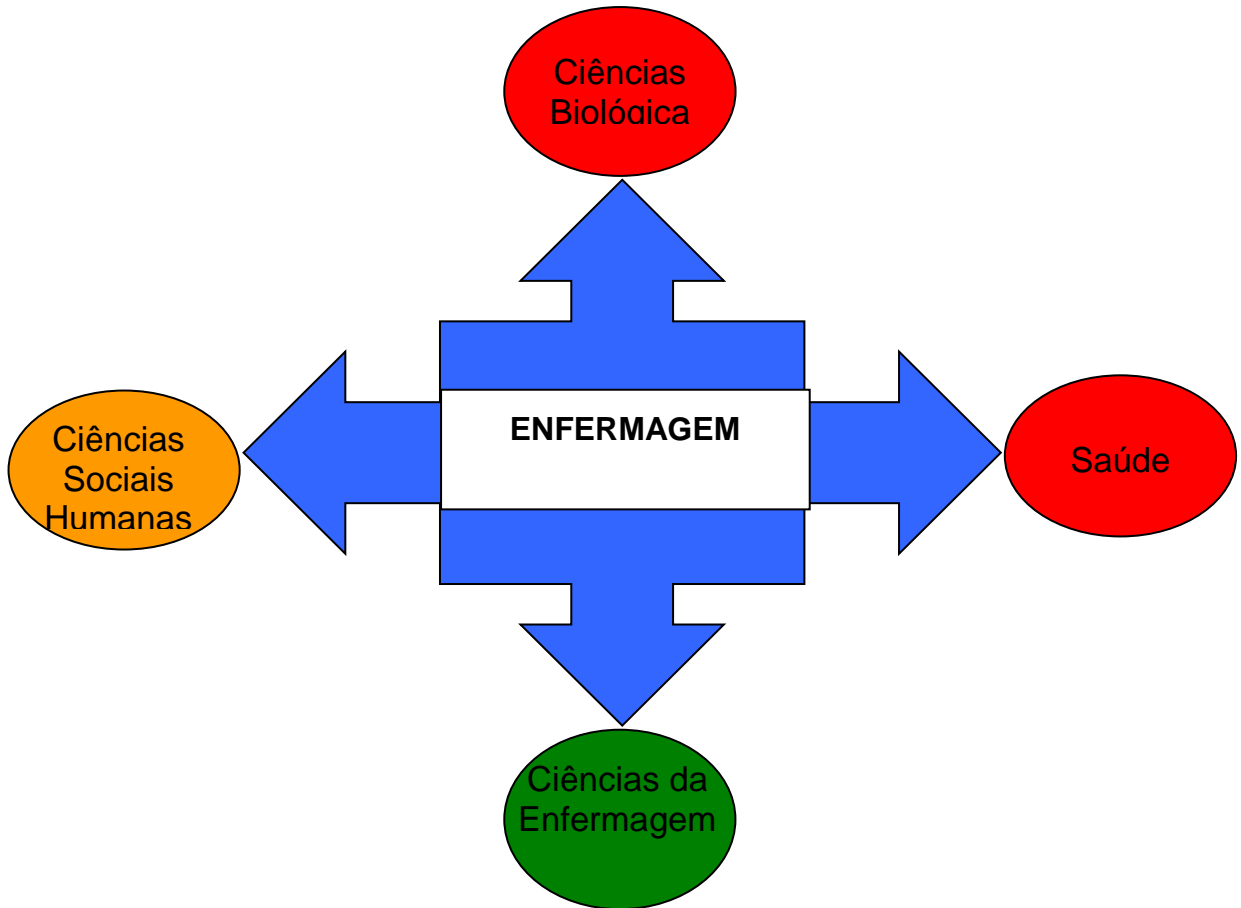 Ciências
Biológica
ENFERMAGEM
Ciências
Sociais
Humanas
Saúde
Ciências da
Enfermagem